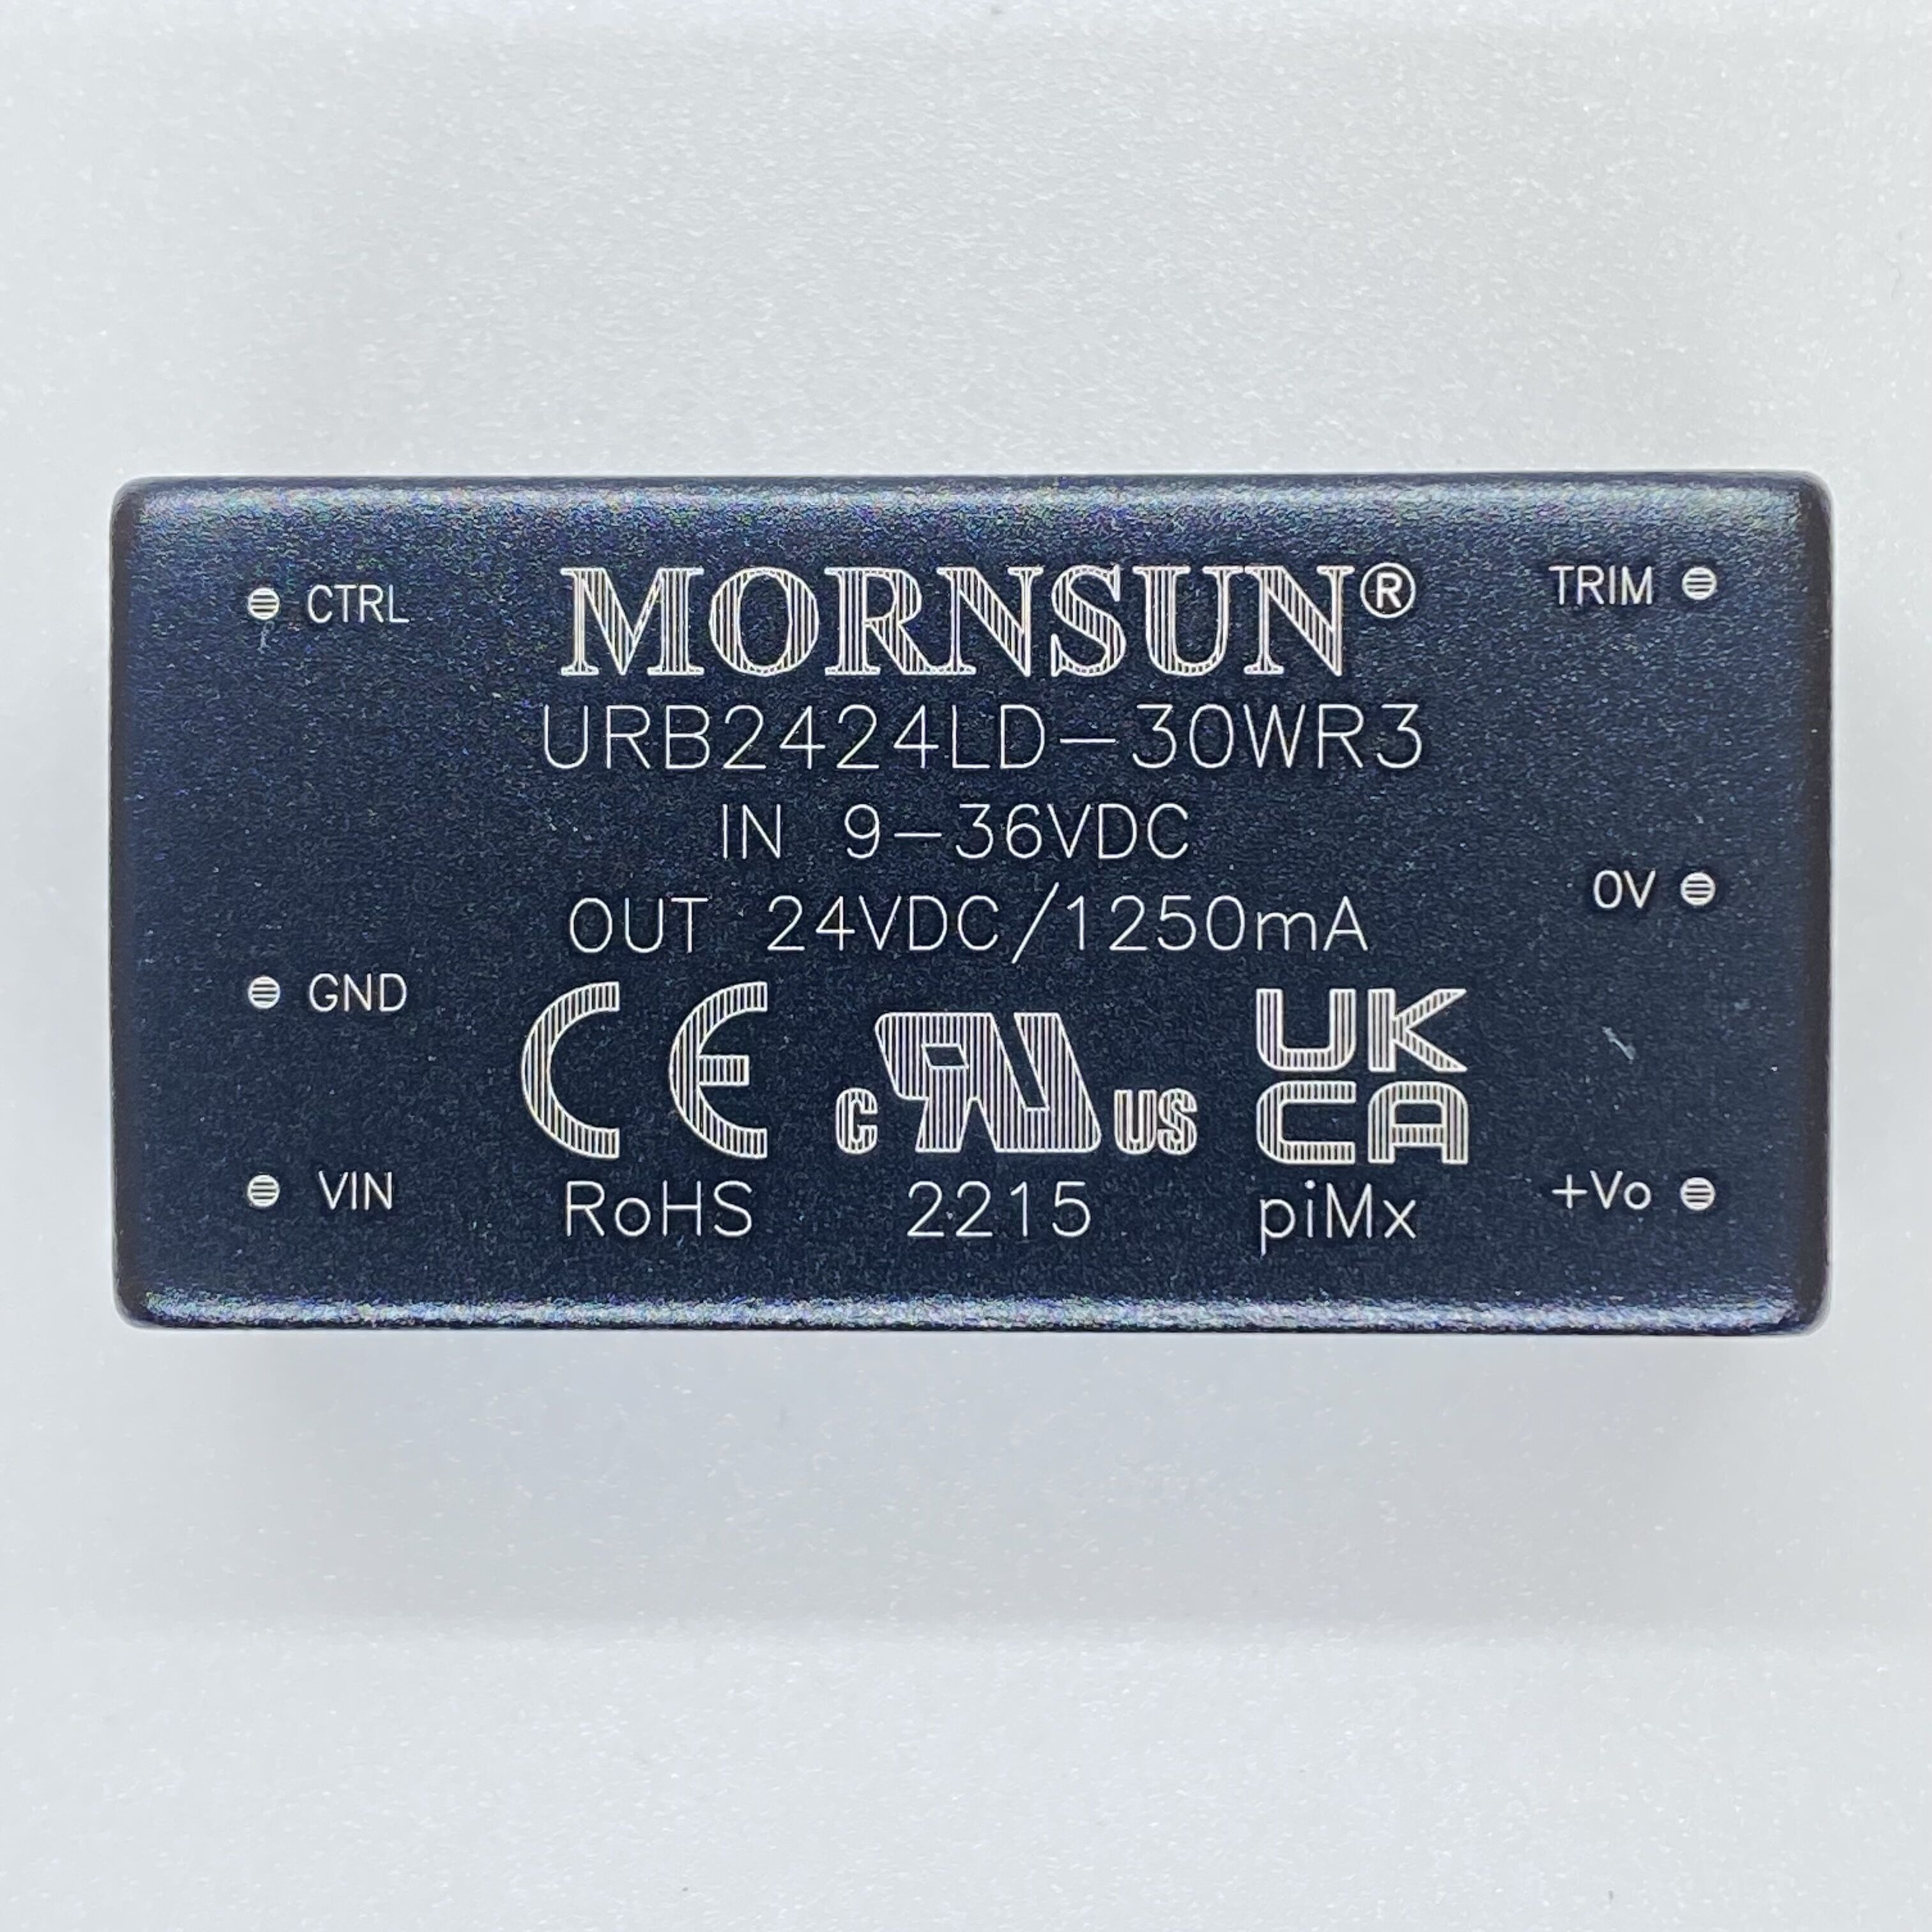 CTRL
MORNSUN®
TRIM
URB2424LD-30WR3
IN 9-36VDC
0V
OUT 24VDC/1250mA
GND
CE
c RU US
UK
CA
VIN
RoHS 2215 piMx
+Vo